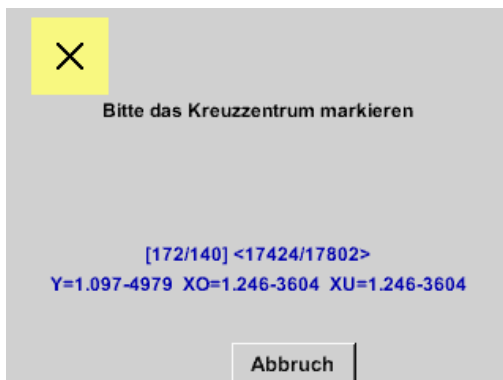 Bitte das Kreuzzentrum markieren
[172/140] <17424/17802>
Y=1.097-4979 XO=1.246-3604 XU=1.246-3604
Abbruch